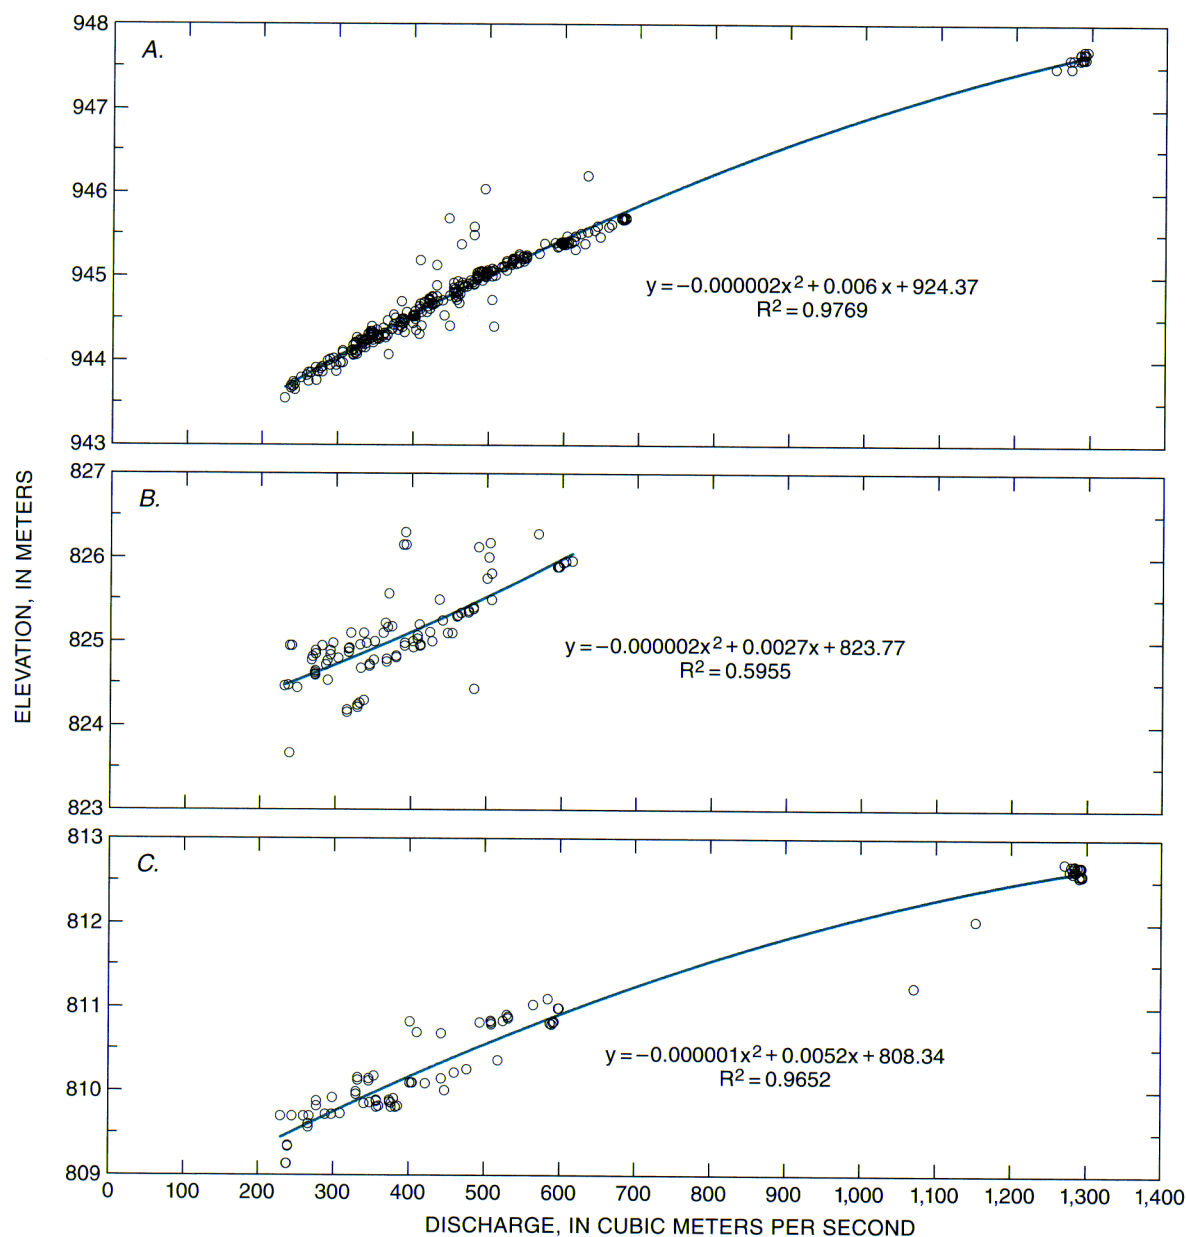 948
A.
947
946
945
y = −0.000002x² + 0.006 x + 924.37
R² = 0.9769
944
943
ELEVATION, IN METERS
827
B.
826
825
y = −0.000002x² + 0.0027x + 823.77
R² = 0.5955
824
823
813
C.
812
811
y = −0.000001x² + 0.0052x + 808.34
R² = 0.9652
810
809
0 100 200 300 400 500 600 700 800 900 1,000 1,100 1,200 1,300 1,400
DISCHARGE, IN CUBIC METERS PER SECOND